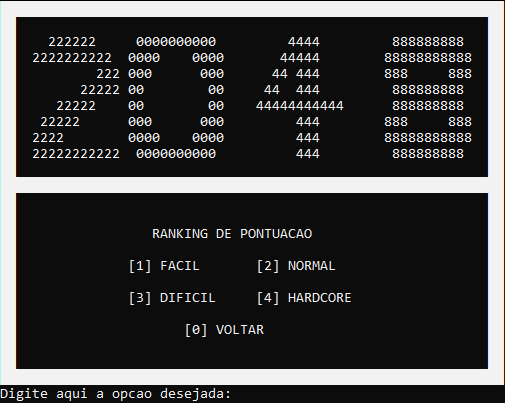 222222     0000000000         4444         888888888
2222222222  0000    0000       44444        88888888888
        222 000      000      44 444       888     888
      22222 00        00     44  444        888888888
   22222    00        00    44444444444      888888888
 22222      000      000         444        888     888
2222        0000    0000         444        88888888888
22222222222  0000000000          444         888888888
RANKING DE PONTUACAO
[1] FACIL       [2] NORMAL
[3] DIFICIL     [4] HARDCORE
[0] VOLTAR
Digite aqui a opcao desejada: